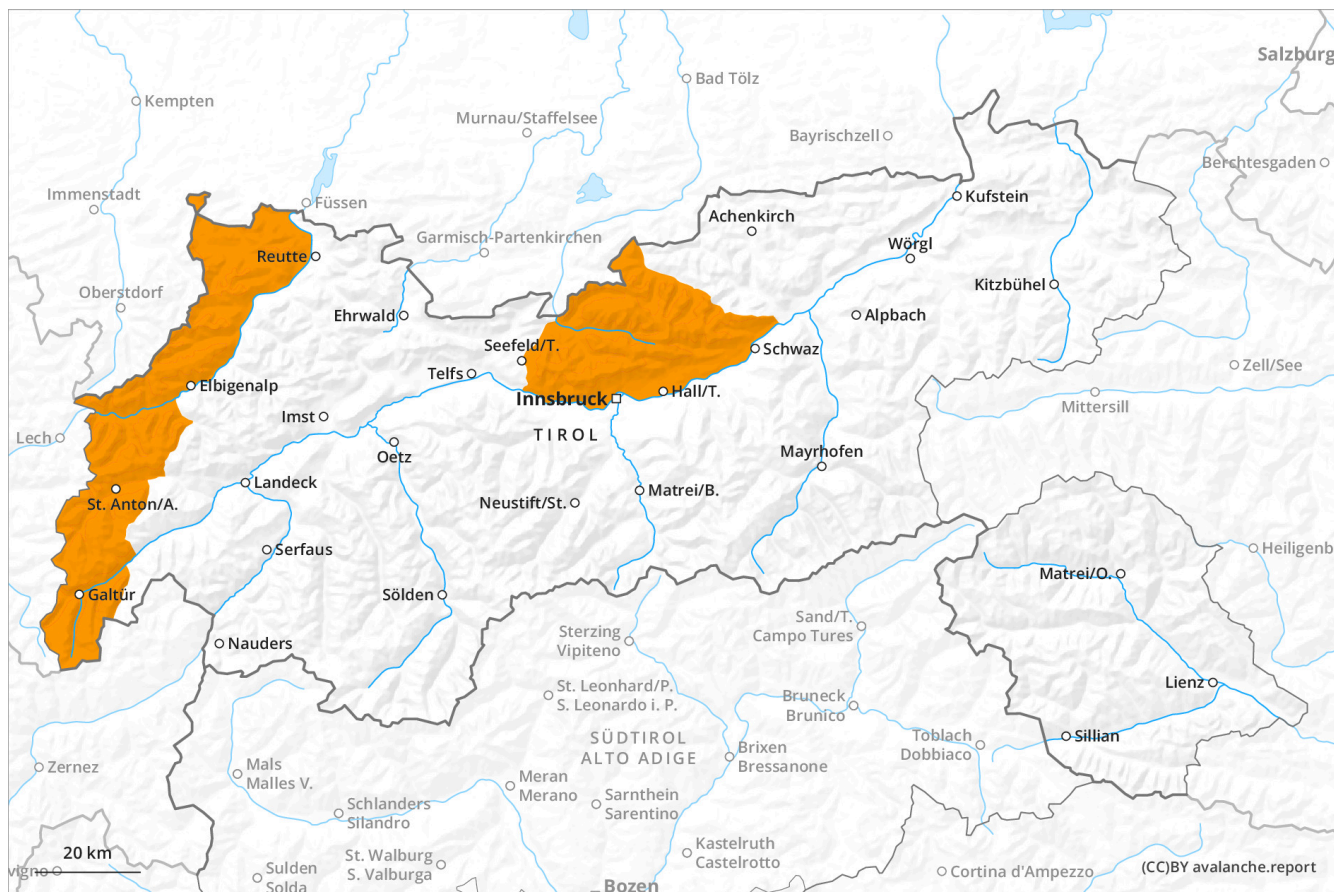 Salzburg
Bad Tölz
Kempten
Murnau/Staffelsee
Bayrischzell
Berchtesgaden
Immenstadt
Füssen
Kufstein
Achenkirch
Garmisch-Partenkirchen
Wörgl
Reutte
Oberstdorf
Kitzbühel
Ehrwald
Alpbach
Seefeld/T.
Schwaz
Zell/See
Telfs
Elbigenalp
Hall/T.
Innsbruck
Mittersill
Imst
Lech
TIROL
Oetz
Mayrhofen
Landeck
Matrei/B.
St. Anton/A.
Neustift/St.
Serfaus
Heiligenb
Matrei/O.
Galtür
Sölden
Sand/T.
Campo Tures
Sterzing
Vipiteno
Nauders
Lienz
St. Leonhard/P.
S. Leonardo i. P.
Bruneck
Brunico
Sillian
SÜDTIROL
ALTO ADIGE
Toblach
Dobbiaco
Brixen
Bressanone
Zernez
Mals
Malles V.
Meran
Merano
Sarnthein
Sarentino
Schlanders
Silandro
Kastelruth
Castelrotto
20 km
St. Walburg
S. Valburga
vigno
Sulden
Solda
Cortina d'Ampezzo
(CC)BY avalanche.report
Bozen